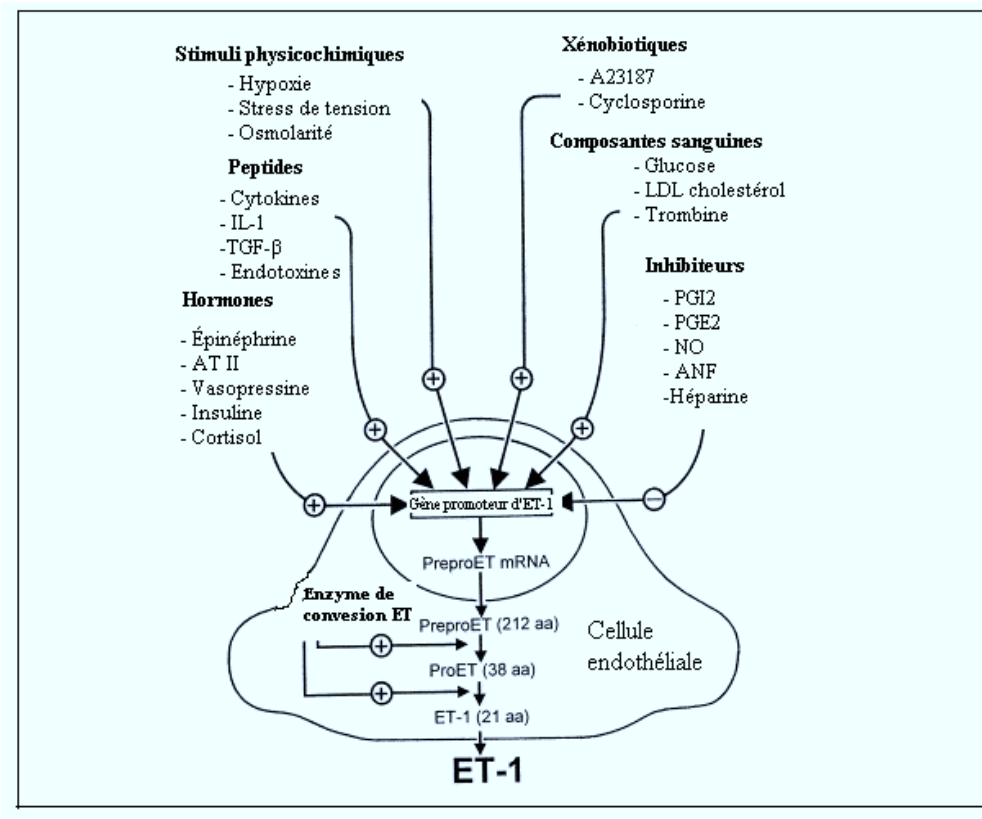 Stimuli physicochimiques
- Hypoxie
- Stress de tension
- Osmolarité
Peptides
- Cytokines
- IL-1
-TGF-β
- Endotoxines
Hormones
- Épinéphrine
- AT II
- Vasopressine
- Insuline
- Cortisol
Xénobiotiques
- A23187
- Cyclosporine
Composantes sanguines
- Glucose
- LDL cholestérol
- Trombine
Inhibiteurs
- PGI2
- PGE2
- NO
- ANF
-Héparine
+
+
+
+
+
−
Gène promoteur d'ET-1
PreproET mRNA
Enzyme de
convesion ET
PreproET (212 aa)
+
ProET (38 aa)
+
ET-1 (21 aa)
Cellule
endothéliale
ET-1